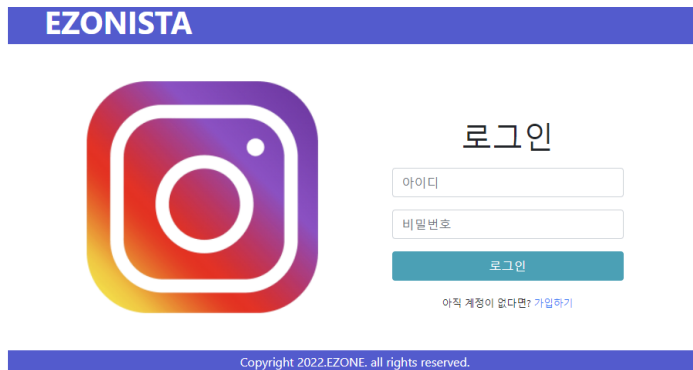 EZONISTA
로그인
아이디
비밀번호
로그인
아직 계정이 없다면? 가입하기
Copyright 2022.EZONE. all rights reserved.